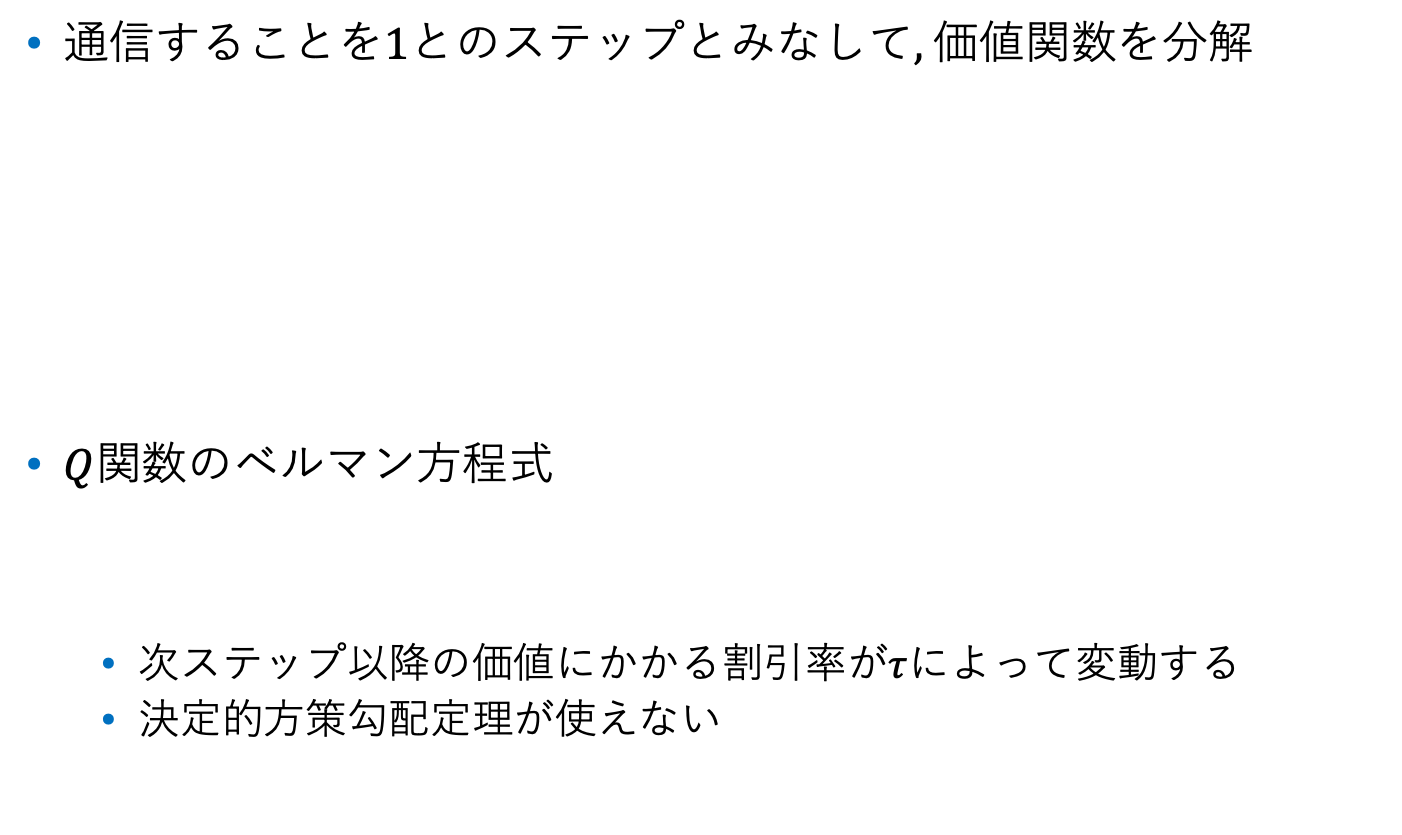 • 通信することを1とのステップとみなして, 価値関数を分解
• Q関数のベルマン方程式
• 次ステップ以降の価値にかかる割引率がτによって変動する
• 決定的方策勾配定理が使えない